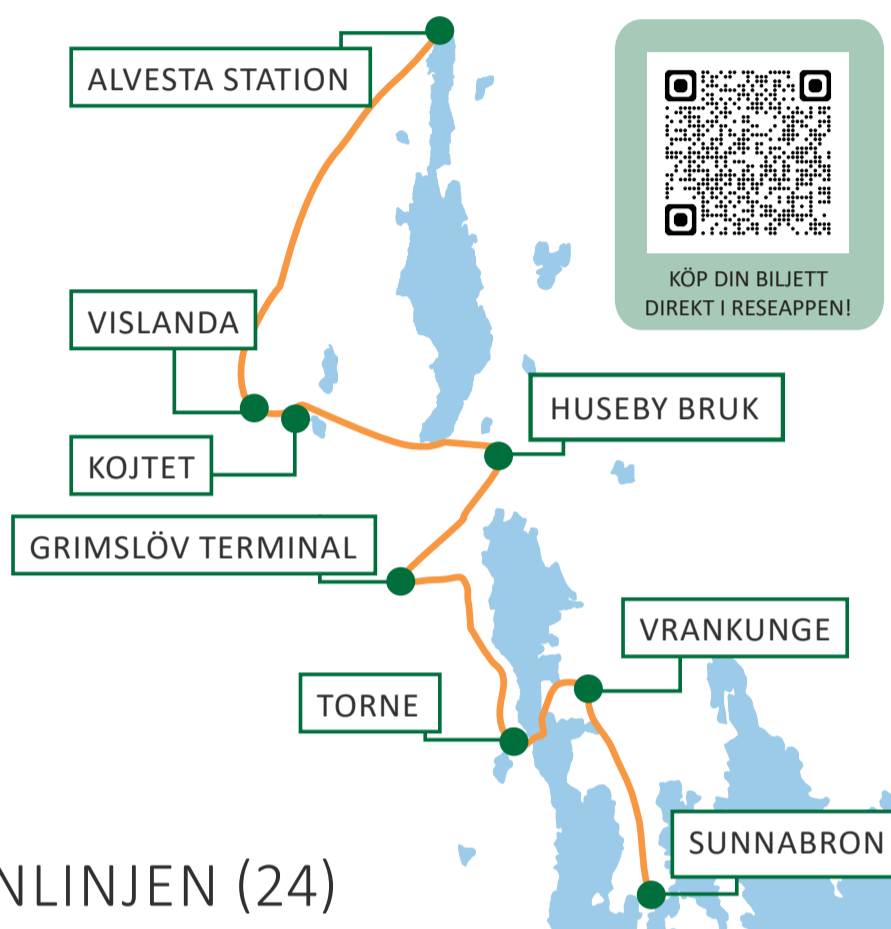 ALVESTA STATION
KÖP DIN BILJETT
DIREKT I RESEAPPEN!
VISLANDA
HUSEBY BRUK
KOJTET
GRIMSLÖV TERMINAL
VRANKUNGE
TORNE
SUNNABRON
NLINJEN (24)